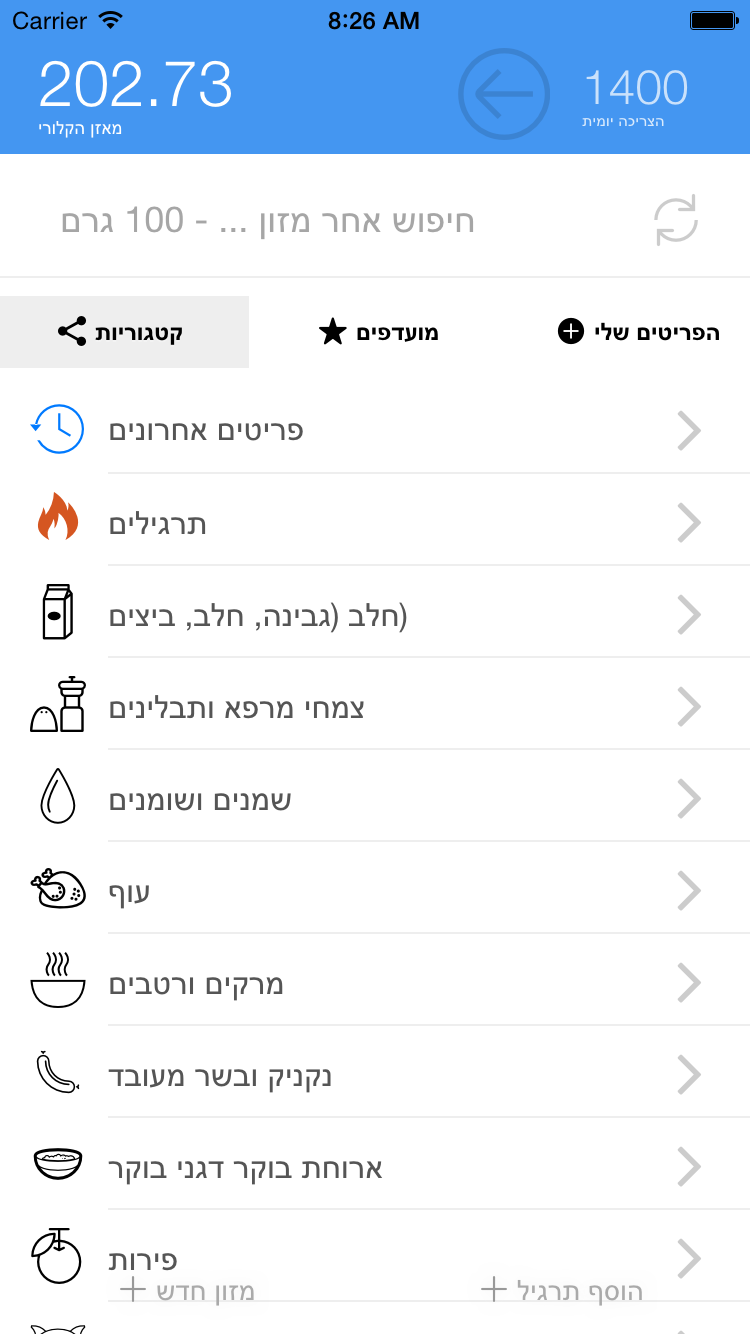 Carrier 8:26 AM
202.73
מאזן הקלורי
1400
הצריכה יומית
חיפוש אחר מזון ... - 100 גרם
קטגוריות
מועדפים
הפריטים שלי
פריטים אחרונים
תרגילים
חלב (גבינה, חלב, ביצים)
צמחי מרפא ותבלינים
שמנים ושומנים
עוף
מרקים ורטבים
נקניק ובשר מעובד
ארוחת בוקר דגני בוקר
פירות
מזון חדש
הוסף תרגיל